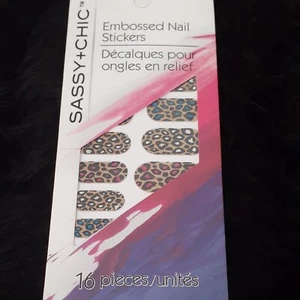 SASSY+CHIC™
Embossed Nail
Stickers
Décalques pour
ongles en relief
16 pieces/unités